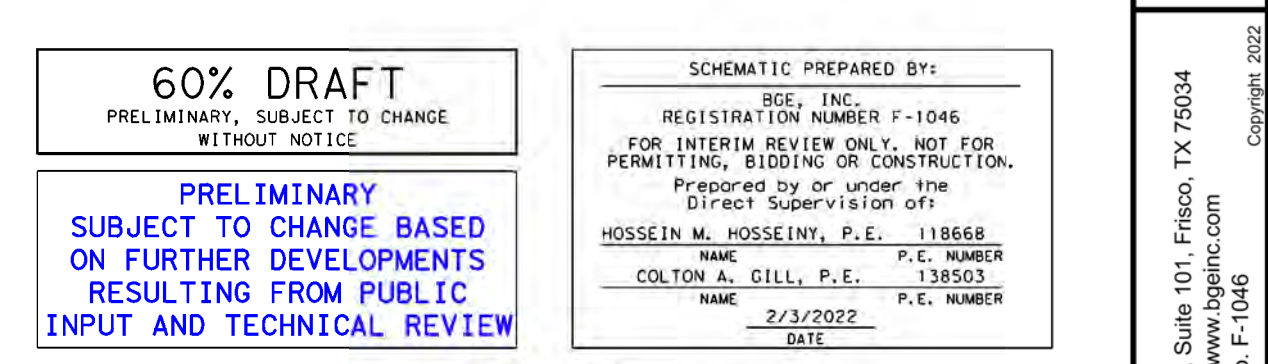 60% DRAFT
PRELIMINARY, SUBJECT TO CHANGE
WITHOUT NOTICE
PRELIMINARY
SUBJECT TO CHANGE BASED
ON FURTHER DEVELOPMENTS
RESULTING FROM PUBLIC
INPUT AND TECHNICAL REVIEW
SCHEMATIC PREPARED BY:
BGE, INC.
REGISTRATION NUMBER F-1046
FOR INTERIM REVIEW ONLY. NOT FOR
PERMITTING, BIDDING OR CONSTRUCTION.
Prepared by or under the
Direct Supervision of:
HOSSEIN M. HOSSEINY, P.E. 118668
NAME P.E. NUMBER
COLTON A. GILL, P.E. 138503
NAME P.E. NUMBER
2/3/2022
DATE
Suite 101, Frisco, TX 75034
www.bgeinc.com
F-1046
Copyright 2022